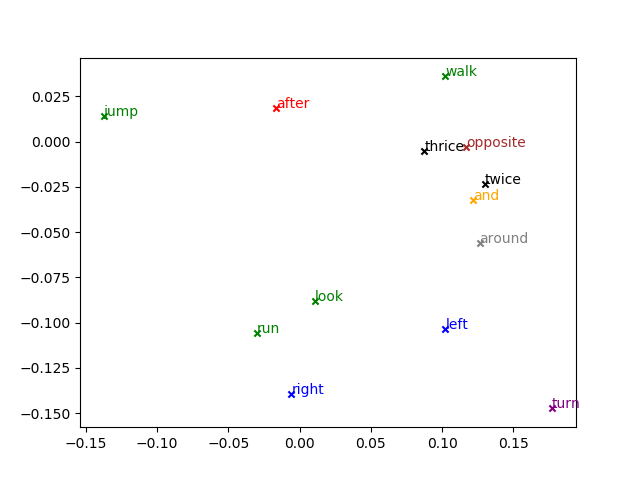 walk
jump
after
thrice
opposite
twice
and
around
look
run
left
right
turn
0.025
0.000
−0.025
−0.050
−0.075
−0.100
−0.125
−0.150
−0.15
−0.10
−0.05
0.00
0.05
0.10
0.15